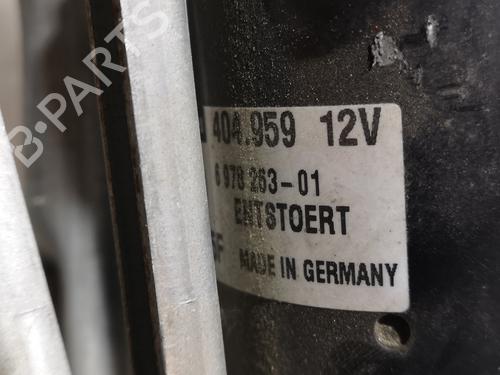 B-PARTS
404.959 12V
6 978 263-01
ENTSTOERT
MADE IN GERMANY